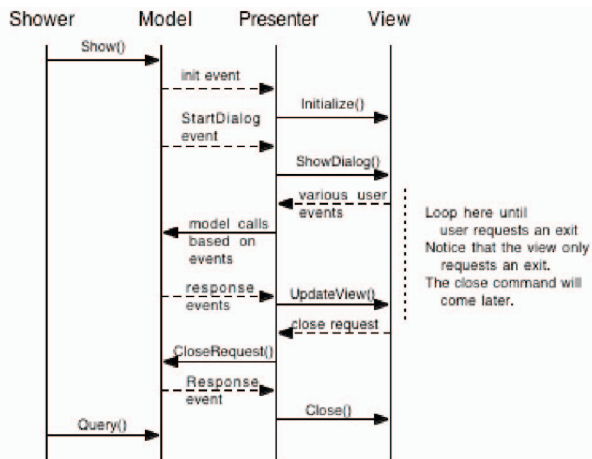 Shower Model Presenter View
Show()
init event
Initialize()
StartDialog
event
ShowDialog()
various user
events
model calls
based on
events
Loop here until
user requests an exit
Notice that the view only
requests an exit.
The close command will
come later.
response
events
UpdateView()
close request
CloseRequest()
Response
event
Close()
Query()